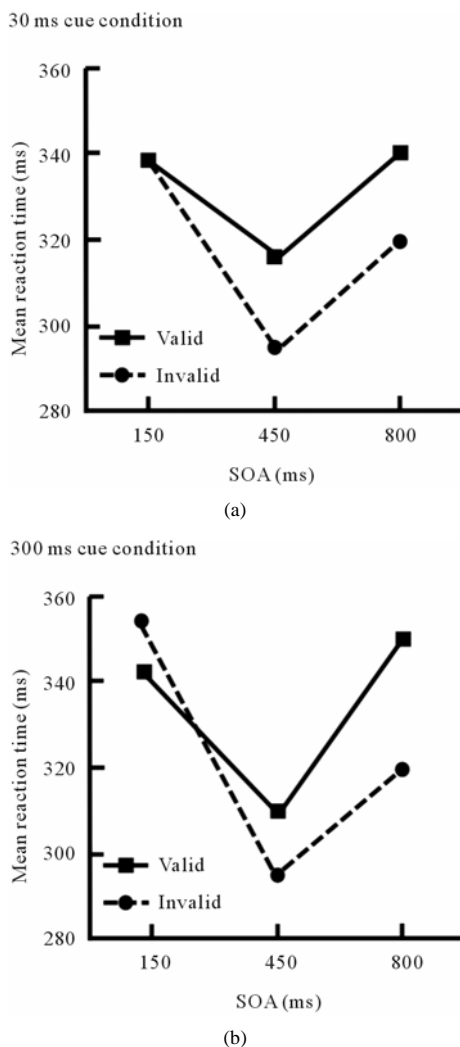 30 ms cue condition
360
340
320
300
280
Mean reaction time (ms)
Valid
Invalid
150 450 800
SOA (ms)
(a)
300 ms cue condition
360
340
320
300
280
Mean reaction time (ms)
Valid
Invalid
150 450 800
SOA (ms)
(b)